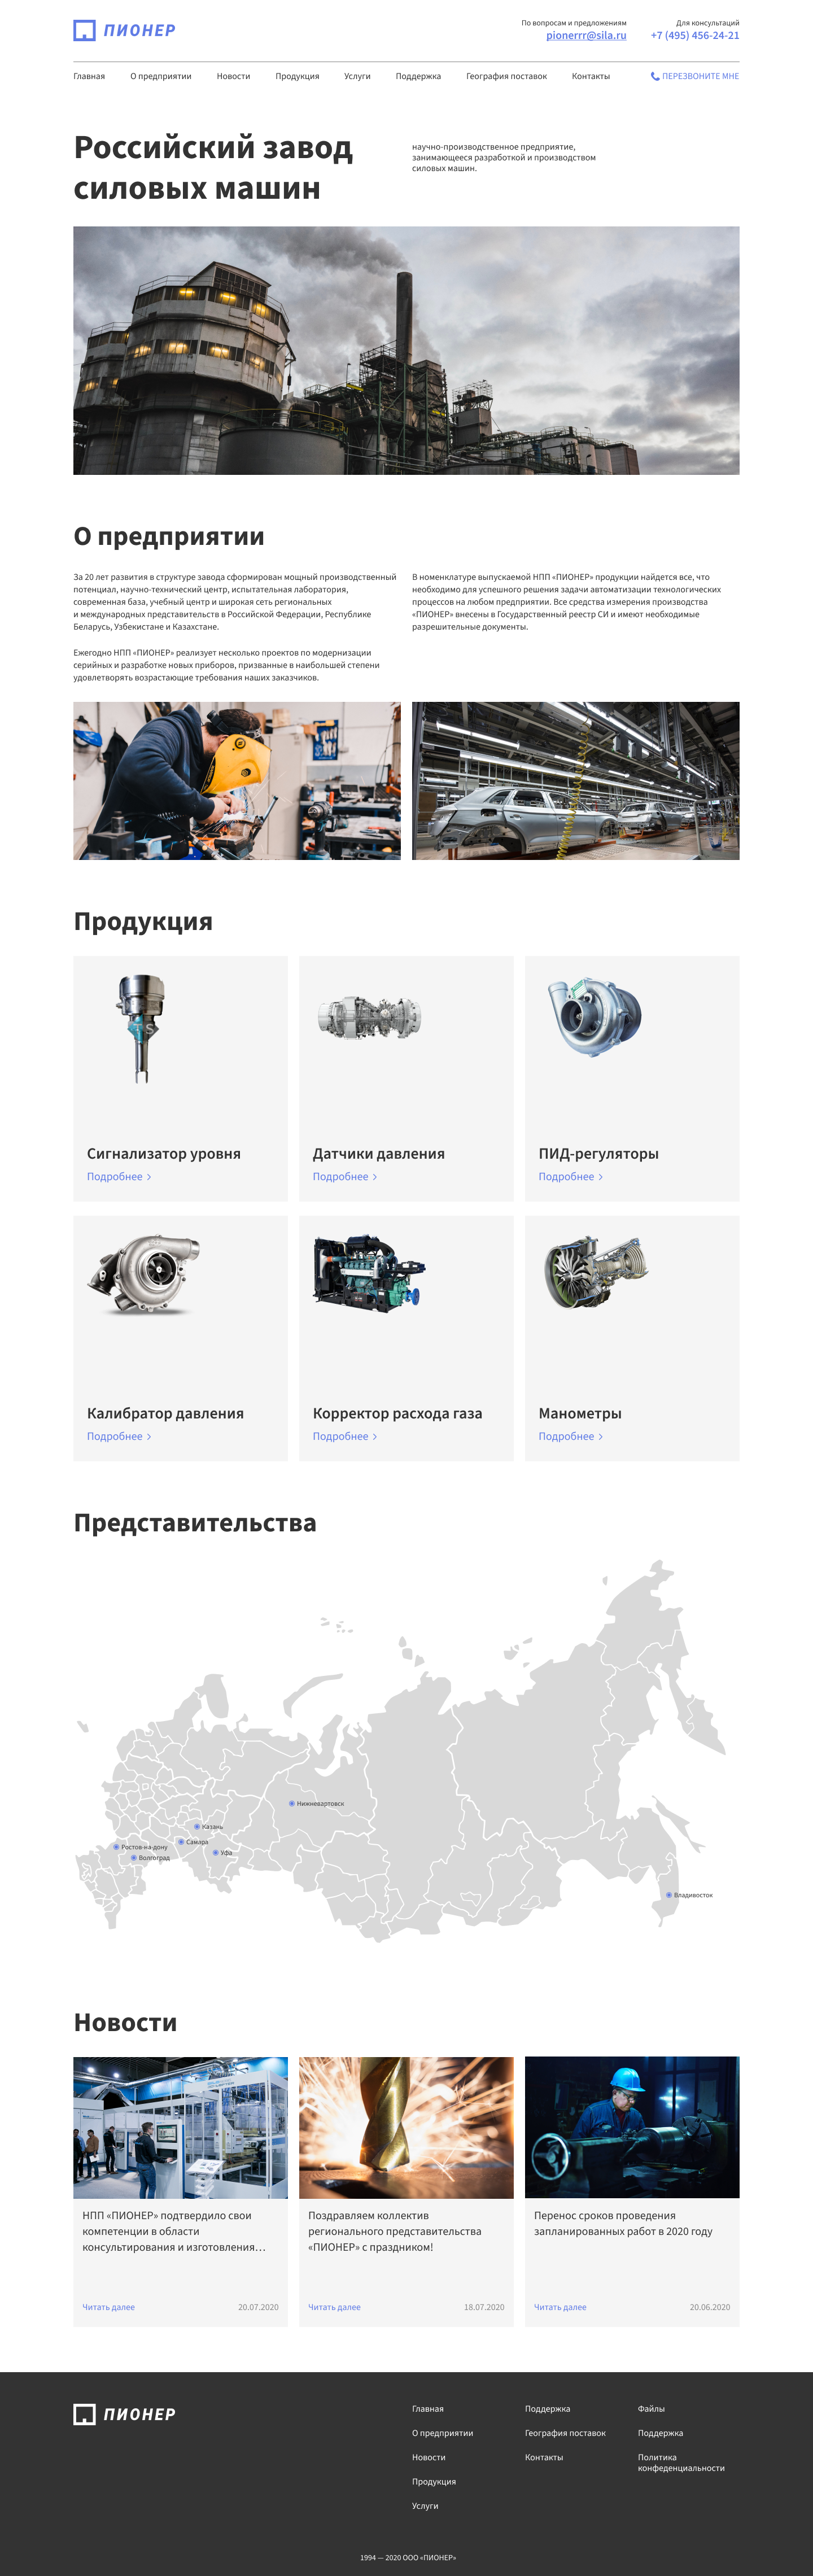 ПИОНЕР
По вопросам и предложениям
pionerrr@sila.ru
Для консультаций
+7 (495) 456-24-21
Главная
О предприятии
Новости
Продукция
Услуги
Поддержка
География поставок
Контакты
ПЕРЕЗВОНИТЕ МНЕ
Российский завод
силовых машин
научно-производственное предприятие,
занимающееся разработкой и производством
силовых машин.
О предприятии
За 20 лет развития в структуре завода сформирован мощный производственный
потенциал, научно-технический центр, испытательная лаборатория,
современная база, учебный центр и широкая сеть региональных
и международных представительств в Российской Федерации, Республике
Беларусь, Узбекистане и Казахстане.
Ежегодно НПП «ПИОНЕР» реализует несколько проектов по модернизации
серийных и разработке новых приборов, призванные в наибольшей степени
удовлетворять возрастающие требования наших заказчиков.
В номенклатуре выпускаемой НПП «ПИОНЕР» продукции найдется все, что
необходимо для успешного решения задачи автоматизации технологических
процессов на любом предприятии. Все средства измерения производства
«ПИОНЕР» внесены в Государственный реестр СИ и имеют необходимые
разрешительные документы.
Продукция
Сигнализатор уровня
Подробнее
Датчики давления
Подробнее
ПИД-регуляторы
Подробнее
Калибратор давления
Подробнее
Корректор расхода газа
Подробнее
Манометры
Подробнее
Представительства
Нижневартовск
Казань
Самара
Ростов-на-дону
Уфа
Волгоград
Владивосток
Новости
НПП «ПИОНЕР» подтвердило свои
компетенции в области
консультирования и изготовления…
Читать далее
20.07.2020
Поздравляем коллектив
регионального представительства
«ПИОНЕР» с праздником!
Читать далее
18.07.2020
Перенос сроков проведения
запланированных работ в 2020 году
Читать далее
20.06.2020
ПИОНЕР
Главная
О предприятии
Новости
Продукция
Услуги
Поддержка
География поставок
Контакты
Файлы
Поддержка
Политика
конфеденциальности
1994 — 2020 ООО «ПИОНЕР»